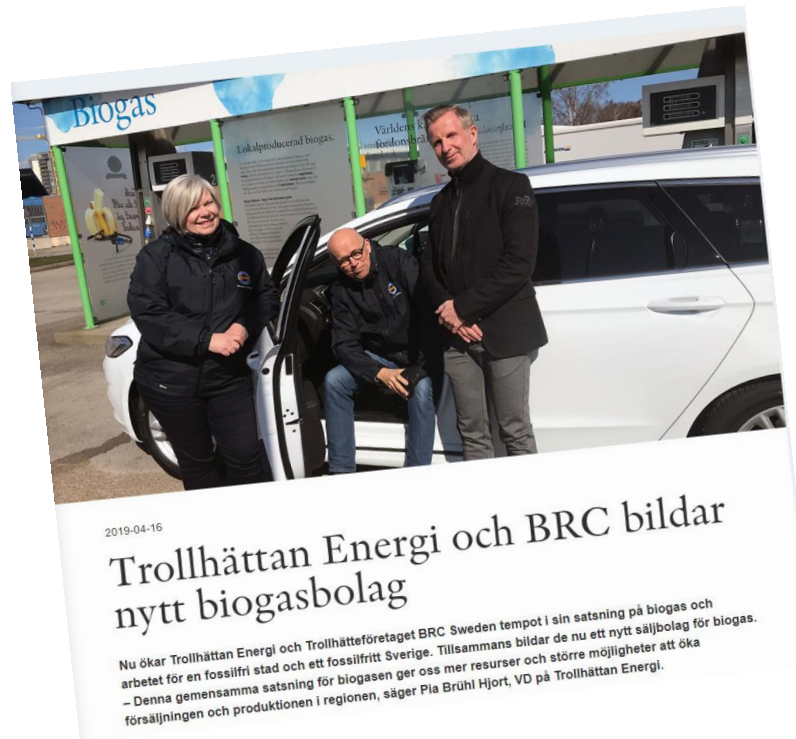 Biogas
Lokalproducerad biogas.
Världens
fordonsbrä
2019-04-16
Trollhättan Energi och BRC bildar
nytt biogasbolag
Nu ökar Trollhättan Energi och Trollhätteföretaget BRC Sweden tempot i sin satsning på biogas och
arbetet för en fossilfri stad och ett fossilfritt Sverige. Tillsammans bildar de nu ett nytt säljbolag för biogas.
– Denna gemensamma satsning för biogasen ger oss mer resurser och större möjligheter att öka
försäljningen och produktionen i regionen, säger Pia Brühl Hjort, VD på Trollhättan Energi.